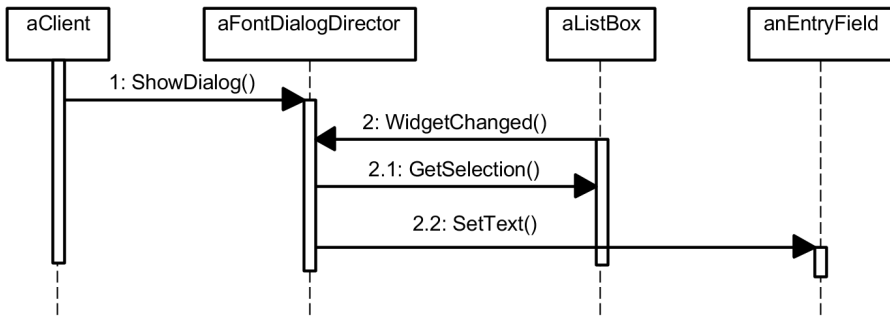 aClient
aFontDialogDirector
aListBox
anEntryField
1: ShowDialog()
2: WidgetChanged()
2.1: GetSelection()
2.2: SetText()